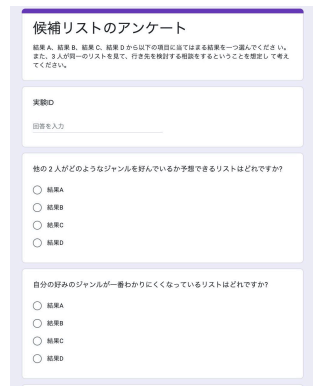 候補リストのアンケート
結果 A、結果 B、結果 C、結果 D から以下の項目に当てはまる結果を一つ選んでくださ い。
また、3 人が同一のリストを見て、行き先を検討する相談をするということを想定し て考え
てください。
実験ID
回答を入力
他の 2 人がどのようなジャンルを好んでいるか予想できるリストはどれですか?
結果A
結果B
結果C
結果D
自分の好みのジャンルが一番わかりにくくなっているリストはどれですか?
結果A
結果B
結果C
結果D